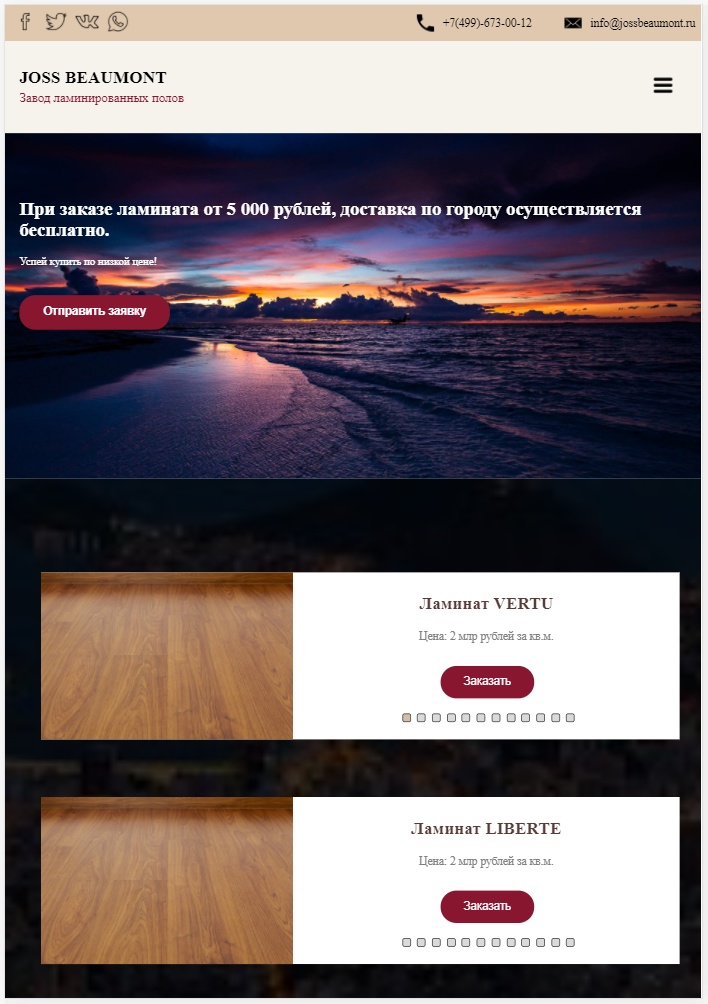 +7(499)-673-00-12
info@jossbeaumont.ru
JOSS BEAUMONT
Завод ламинированных полов
При заказе ламината от 5 000 рублей, доставка по городу осуществляется
бесплатно.
Успей купить по низкой цене!
Отправить заявку
Ламинат VERTU
Цена: 2 млр рублей за кв.м.
Заказать
Ламинат LIBERTE
Цена: 2 млр рублей за кв.м.
Заказать